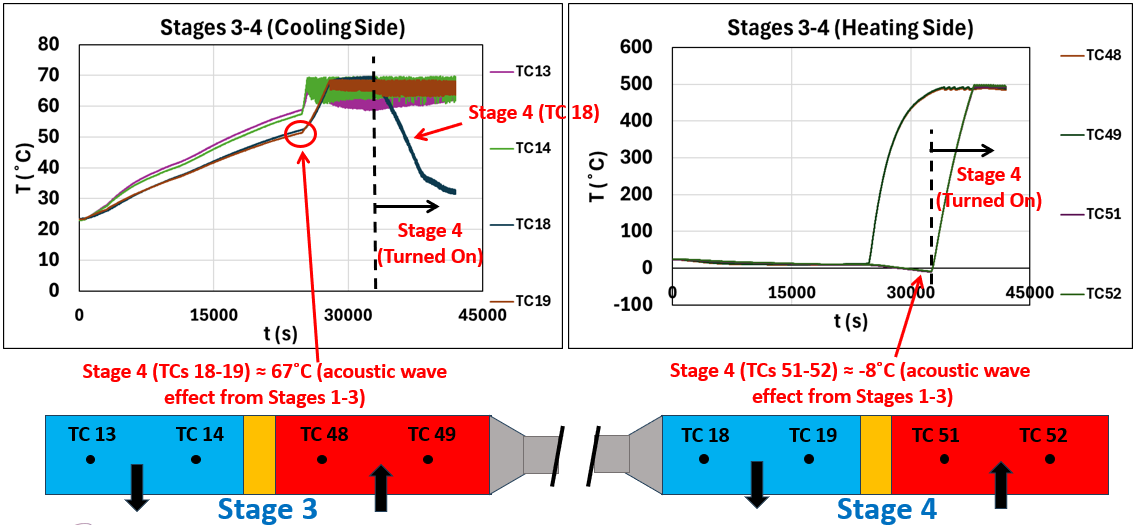 Stages 3-4 (Cooling Side)
80
70
60
50
40
30
20
10
0
T (˚C)
0
15000
30000
45000
t (s)
TC13
TC14
TC18
TC19
Stage 4 (TC 18)
Stage 4
(Turned On)
Stages 3-4 (Heating Side)
600
500
400
300
200
100
0
-100
T (˚C)
0
15000
30000
45000
t (s)
TC48
TC49
TC51
TC52
Stage 4
(Turned On)
Stage 4 (TCs 18-19) ≈ 67˚C (acoustic wave
effect from Stages 1-3)
Stage 4 (TCs 51-52) ≈ -8˚C (acoustic wave
effect from Stages 1-3)
TC 13 TC 14 TC 48 TC 49
Stage 3
TC 18 TC 19 TC 51 TC 52
Stage 4